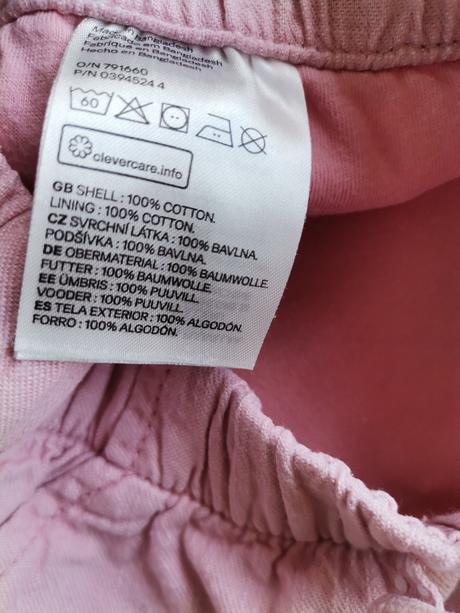 Made in Bangladesh
Fabricado em Bangladesh
Fabriqué en Bangladesh
Hecho en Bangladesh
O/N 791660
P/N 0394524 4
60
clevercare.info
GB SHELL : 100% COTTON.
LINING : 100% COTTON.
CZ SVRCHNÍ LÁTKA : 100% BAVLNA.
PODŠÍVKA : 100% BAVLNA.
DE OBERMATERIAL : 100% BAUMWOLLE.
FUTTER : 100% BAUMWOLLE.
EE ÜMBRIS : 100% PUUVILL.
VOODER : 100% PUUVILL.
ES TELA EXTERIOR : 100% ALGODÓN.
FORRO : 100% ALGODÓN.